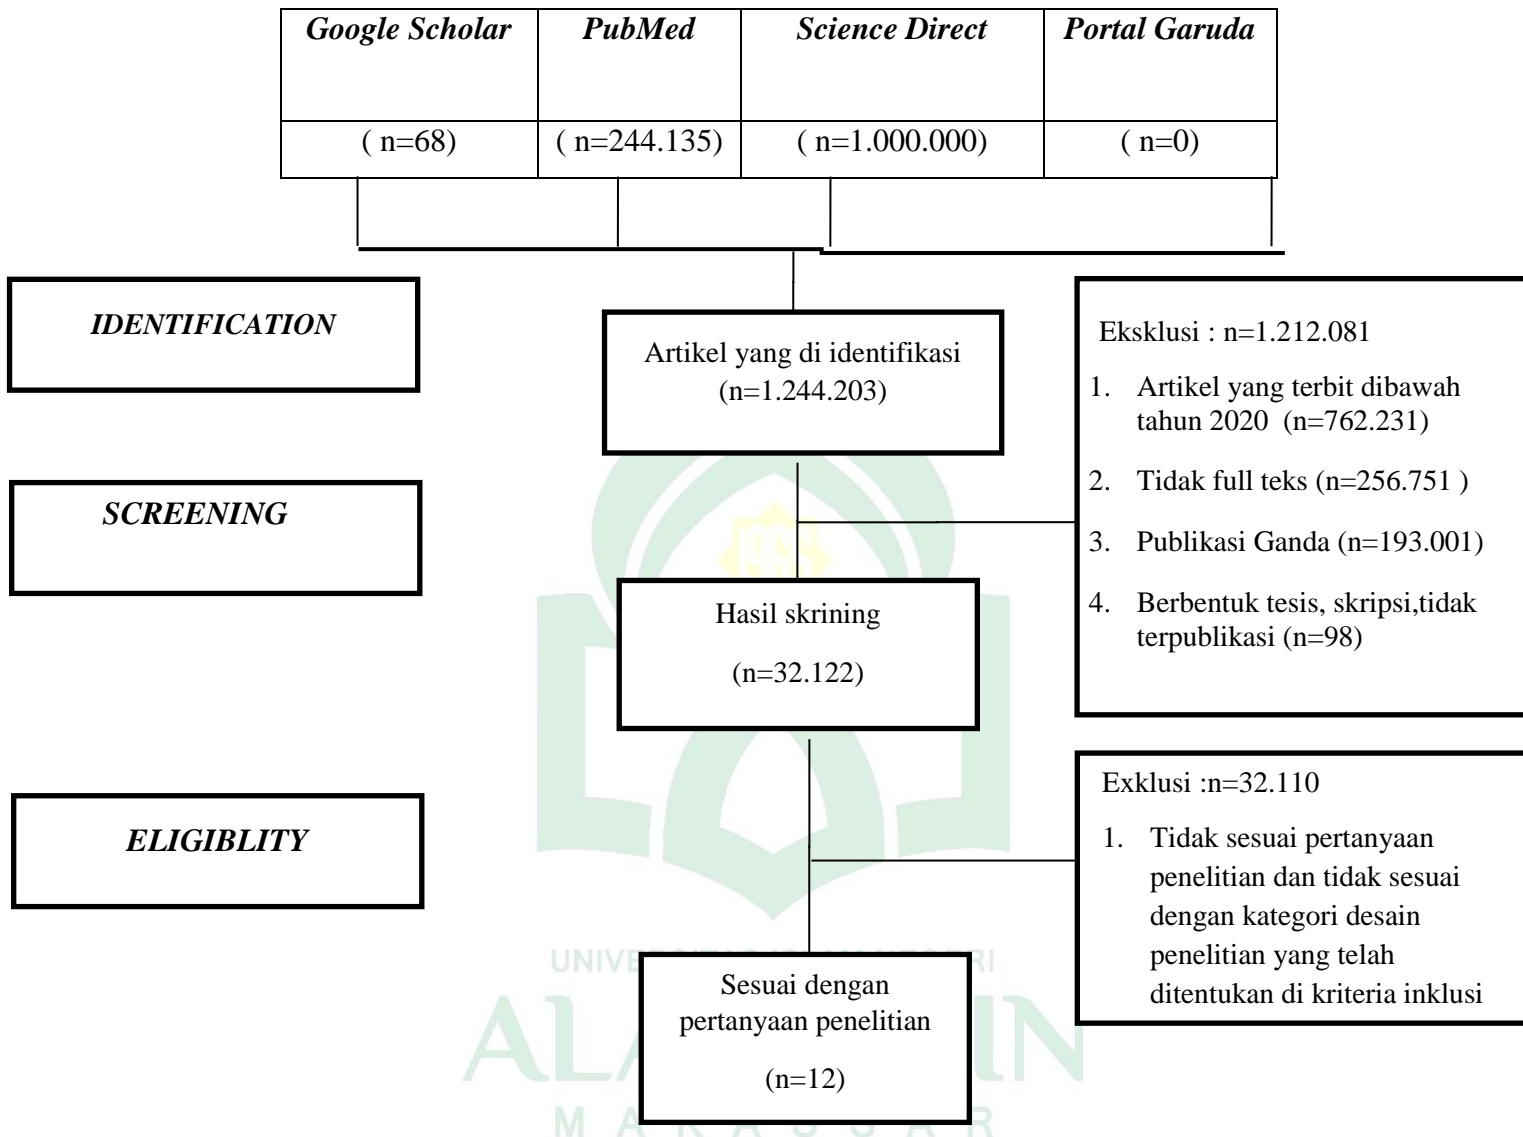 Google Scholar PubMed Science Direct Portal Garuda
( n=68) ( n=244.135) ( n=1.000.000) ( n=0)
IDENTIFICATION
Artikel yang di identifikasi
(n=1.244.203)
Eksklusi : n=1.212.081
1. Artikel yang terbit dibawah
tahun 2020 (n=762.231)
2. Tidak full teks (n=256.751 )
3. Publikasi Ganda (n=193.001)
4. Berbentuk tesis, skripsi,tidak
terpublikasi (n=98)
SCREENING
Hasil skrining
(n=32.122)
ELIGIBLITY
Exklusi :n=32.110
1. Tidak sesuai pertanyaan
penelitian dan tidak sesuai
dengan kategori desain
penelitian yang telah
ditentukan di kriteria inklusi
Sesuai dengan
pertanyaan penelitian
(n=12)
MAKASSAR